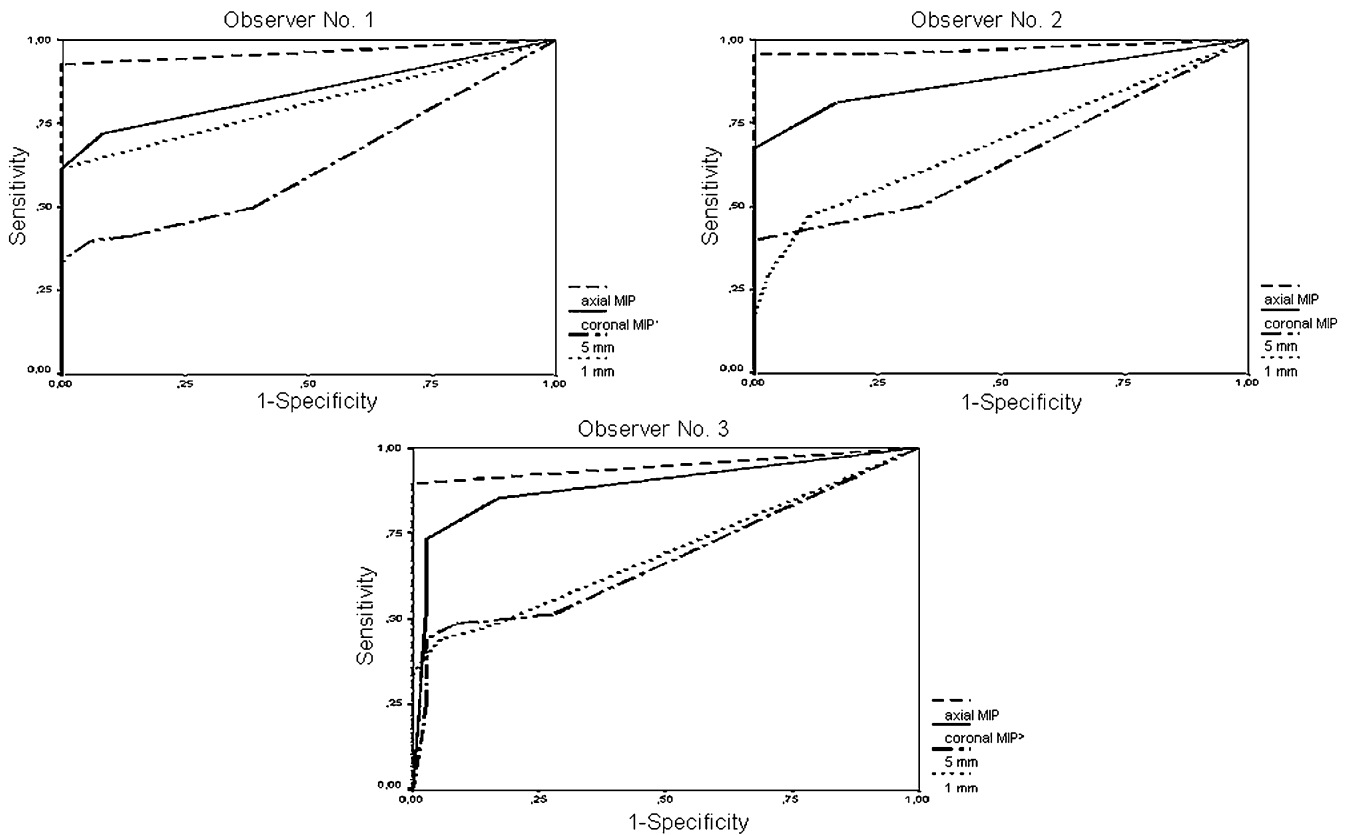 Observer No. 1
1,00
,75
,50
,25
0,00
Sensitivity
0,00 ,25 ,50 ,75 1,00
1-Specificity
axial MIP
coronal MIP'
5 mm
1 mm
Observer No. 2
1,00
,75
,50
,25
0,00
Sensitivity
0,00 ,25 ,50 ,75 1,00
1-Specificity
axial MIP
coronal MIP
5 mm
1 mm
Observer No. 3
1,00
,75
,50
,25
0,00
Sensitivity
0,00 ,25 ,50 ,75 1,00
1-Specificity
axial MIP
coronal MIP>
5 mm
1 mm